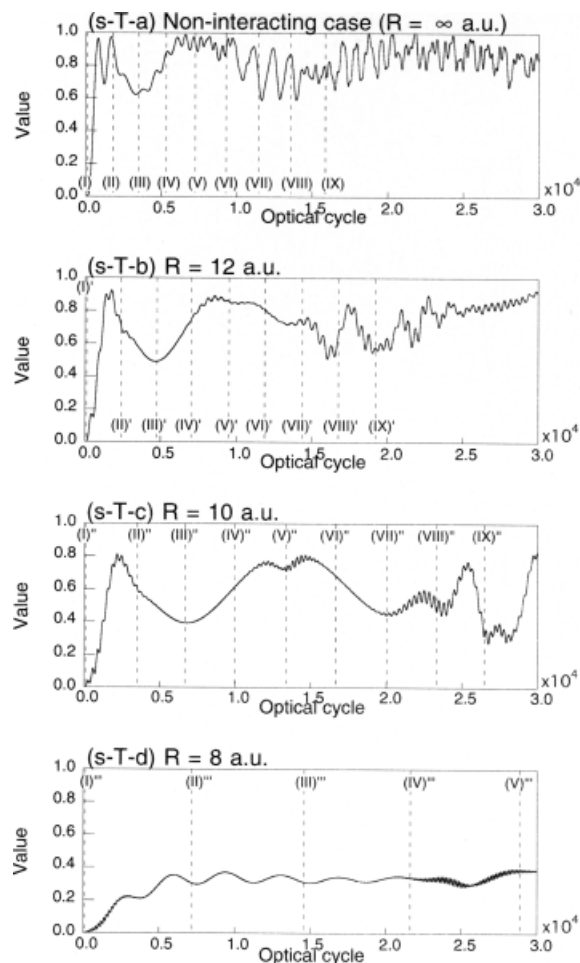 (s-T-a) Non-interacting case (R = ∞ a.u.)
1.0
0.8
0.6
0.4
0.2
0.0
Value
(I) (II) (III) (IV) (V) (VI) (VII) (VIII) (IX)
0.0 0.5 1.0 1.5 2.0 2.5 3.0
x10⁴
Optical cycle
(s-T-b) R = 12 a.u.
(I)'
1.0
0.8
0.6
0.4
0.2
0.0
Value
(II)' (III)' (IV)' (V)' (VI)' (VII)' (VIII)' (IX)'
0.0 0.5 1.0 1.5 2.0 2.5 3.0
x10⁴
Optical cycle
(s-T-c) R = 10 a.u.
(I)" (II)" (III)" (IV)" (V)" (VI)" (VII)" (VIII)" (IX)"
1.0
0.8
0.6
0.4
0.2
0.0
Value
0.0 0.5 1.0 1.5 2.0 2.5 3.0
x10⁴
Optical cycle
(s-T-d) R = 8 a.u.
(I)''' (II)''' (III)''' (IV)''' (V)'''
1.0
0.8
0.6
0.4
0.2
0.0
Value
0.0 0.5 1.0 1.5 2.0 2.5 3.0
x10⁴
Optical cycle